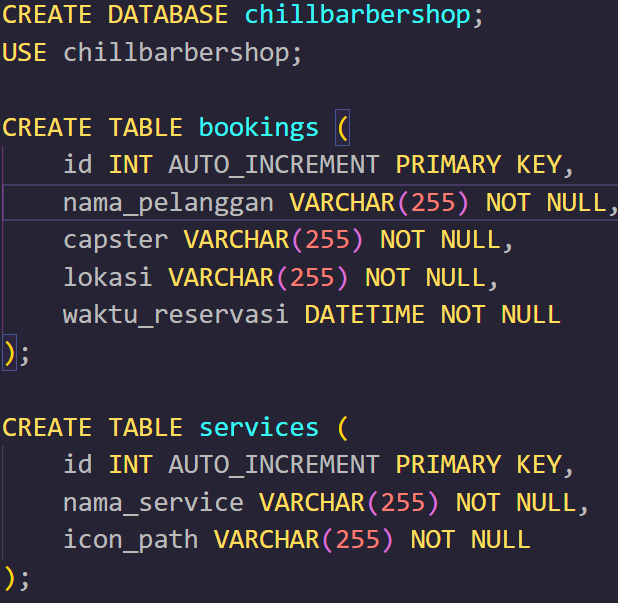 CREATE DATABASE chillbarbershop;
USE chillbarbershop;

CREATE TABLE bookings (
    id INT AUTO_INCREMENT PRIMARY KEY,
    nama_pelanggan VARCHAR(255) NOT NULL,
    capster VARCHAR(255) NOT NULL,
    lokasi VARCHAR(255) NOT NULL,
    waktu_reservasi DATETIME NOT NULL
);

CREATE TABLE services (
    id INT AUTO_INCREMENT PRIMARY KEY,
    nama_service VARCHAR(255) NOT NULL,
    icon_path VARCHAR(255) NOT NULL
);